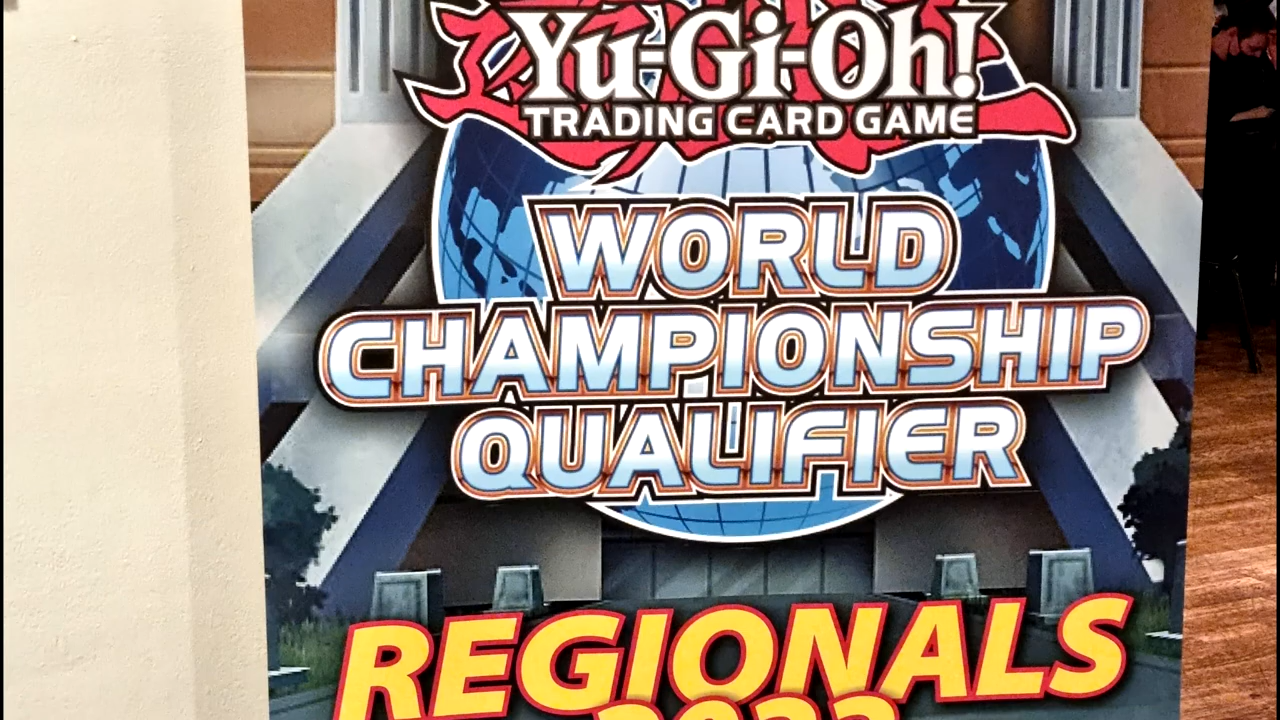 Yu-Gi-Oh!
TRADING CARD GAME
WORLD
CHAMPIONSHIP
QUALIFIER
REGIONALS